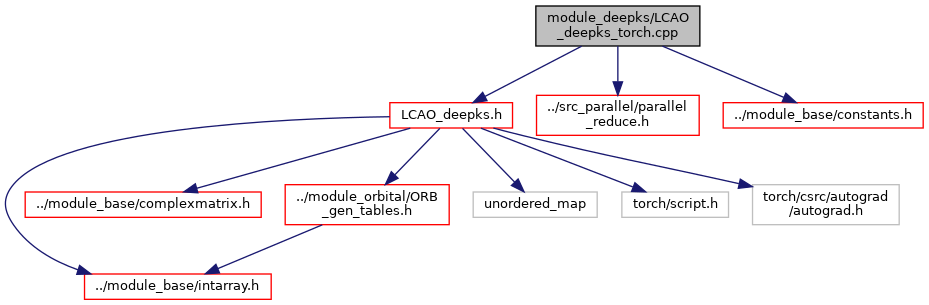 module_deepks/LCAO
_deepks_torch.cpp
LCAO_deepks.h
../src_parallel/parallel
_reduce.h
../module_base/constants.h
../module_base/complexmatrix.h
../module_orbital/ORB
_gen_tables.h
unordered_map
torch/script.h
torch/csrc/autograd
/autograd.h
../module_base/intarray.h